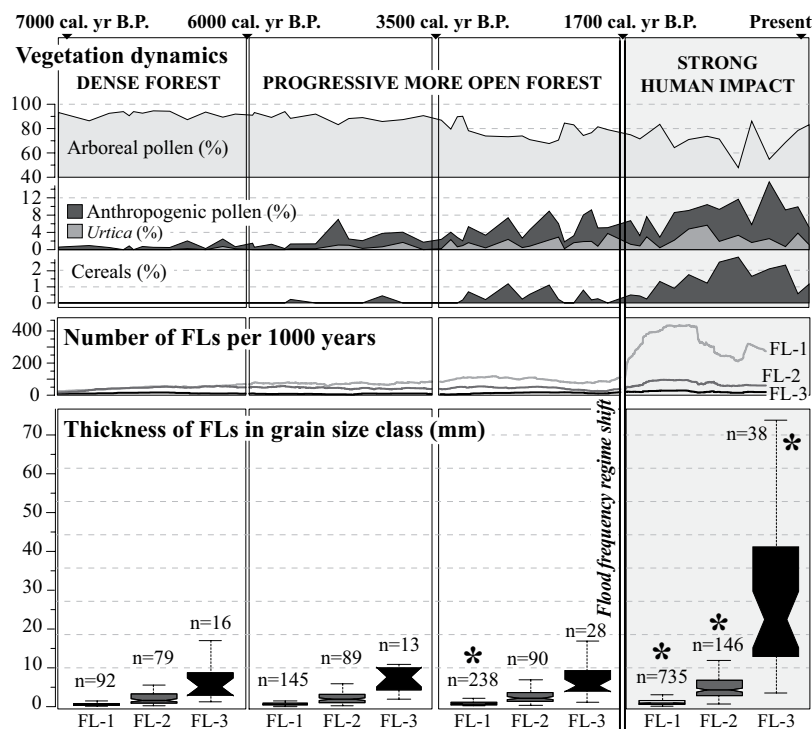 7000 cal. yr B.P. 6000 cal. yr B.P. 3500 cal. yr B.P. 1700 cal. yr B.P. Present
Vegetation dynamics
DENSE FOREST
PROGRESSIVE MORE OPEN FOREST
STRONG
HUMAN IMPACT
100
80
60
40
Arboreal pollen (%)
12
8
4
0
Anthropogenic pollen (%)
Urtica (%)
2
1
0
Cereals (%)
Number of FLs per 1000 years
400
200
0
FL-1
FL-2
FL-3
Flood frequency regime shift
Thickness of FLs in grain size class (mm)
70
60
50
40
30
20
10
0
n=92 n=79 n=16
n=145 n=89 n=13
* n=238 n=90 n=28
* n=735 * n=146 n=38 *
FL-1 FL-2 FL-3 FL-1 FL-2 FL-3 FL-1 FL-2 FL-3 FL-1 FL-2 FL-3